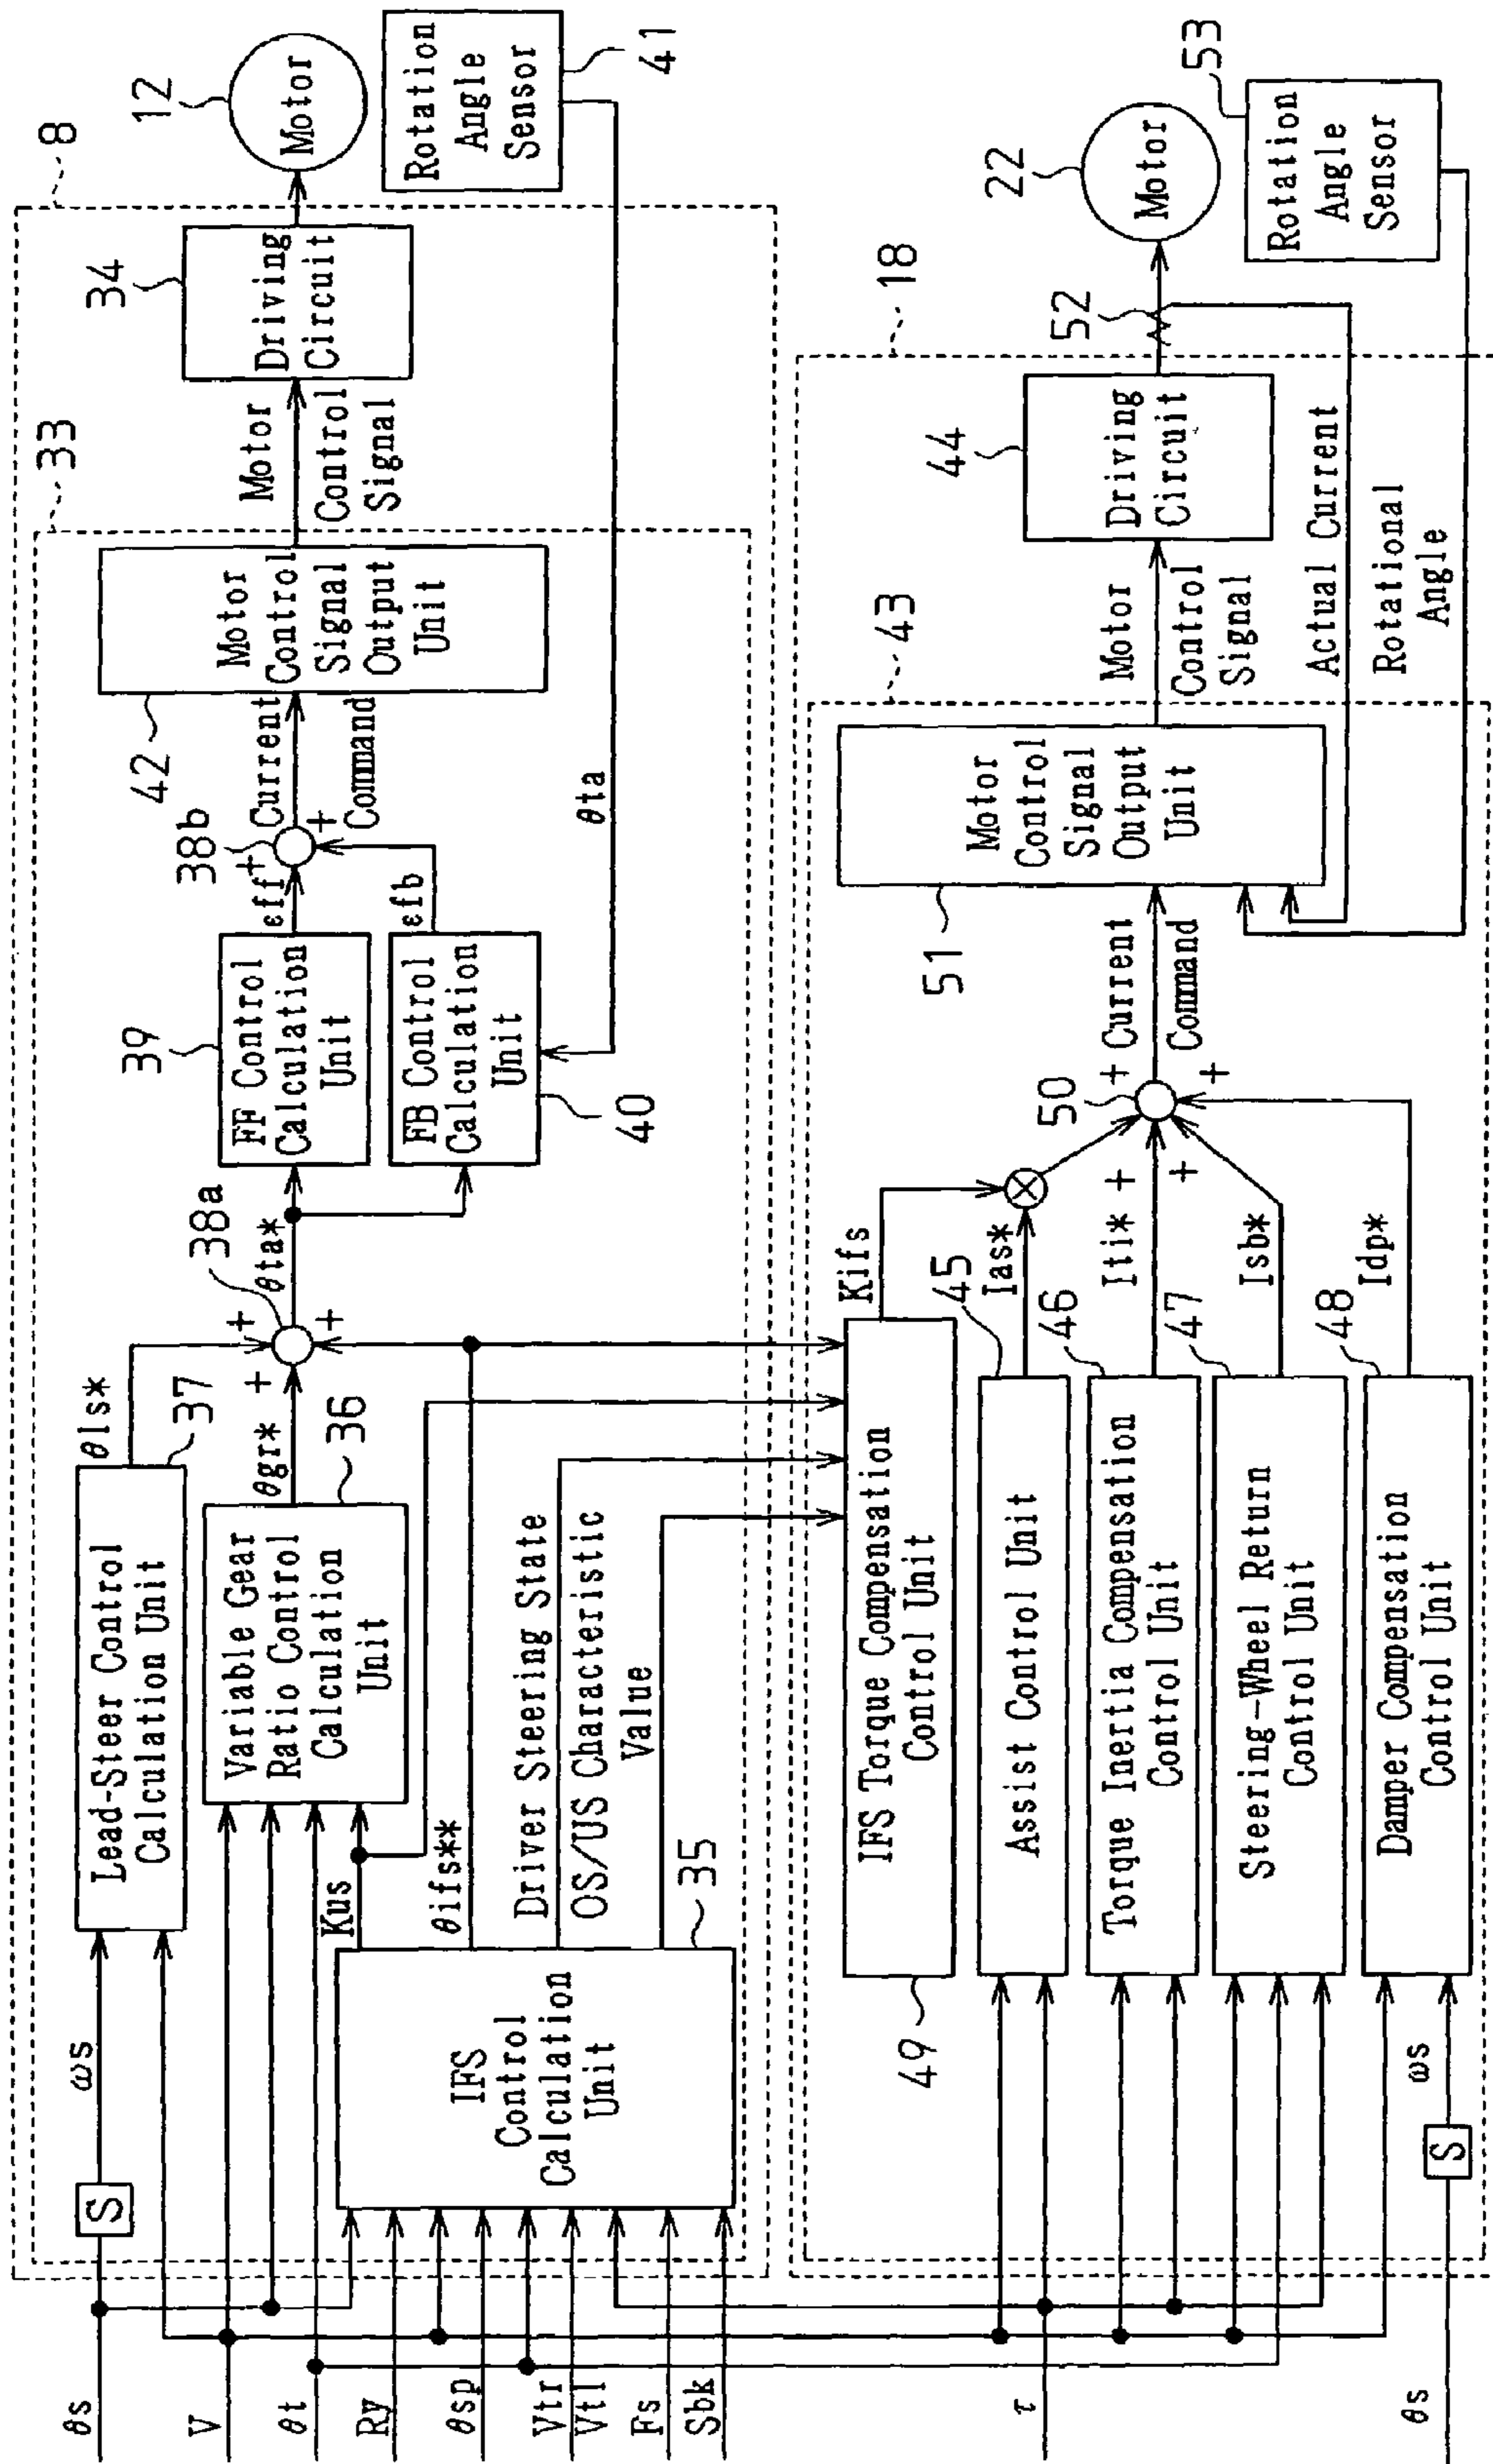 8
33
θs
S
ωs
Lead-Steer Control
Calculation Unit
37
θls*
V
θt
Variable Gear
Ratio Control
Calculation
Unit
36
θgr*
+
+
+
38a
θta*
39
FF Control
Calculation
Unit
εff
+
38b
+
FB Control
Calculation
Unit
40
εfb
Current
Command
42
Motor
Control
Signal
Output
Unit
Motor
Control
Signal
34
Driving
Circuit
12
Motor
Rotation
Angle
Sensor
41
θta
Ry
θsp
Vtr
Vtl
Fs
Sbk
IFS
Control
Calculation
Unit
35
Kus
θifs**
Driver Steering State
OS/US Characteristic
Value
18
43
IFS Torque Compensation
Control Unit
49
Kifs
τ
Assist Control Unit
45
Ias*
Torque Inertia Compensation
Control Unit
46
Iti*
+
Steering-Wheel Return
Control Unit
47
Isb*
+
θs
S
ωs
Damper Compensation
Control Unit
48
Idp*
+
50
+
Current
Command
51
Motor
Control
Signal
Output
Unit
Motor
Control
Signal
44
Driving
Circuit
52
22
Motor
Actual Current
Rotational
Angle
Rotation
Angle
Sensor
53